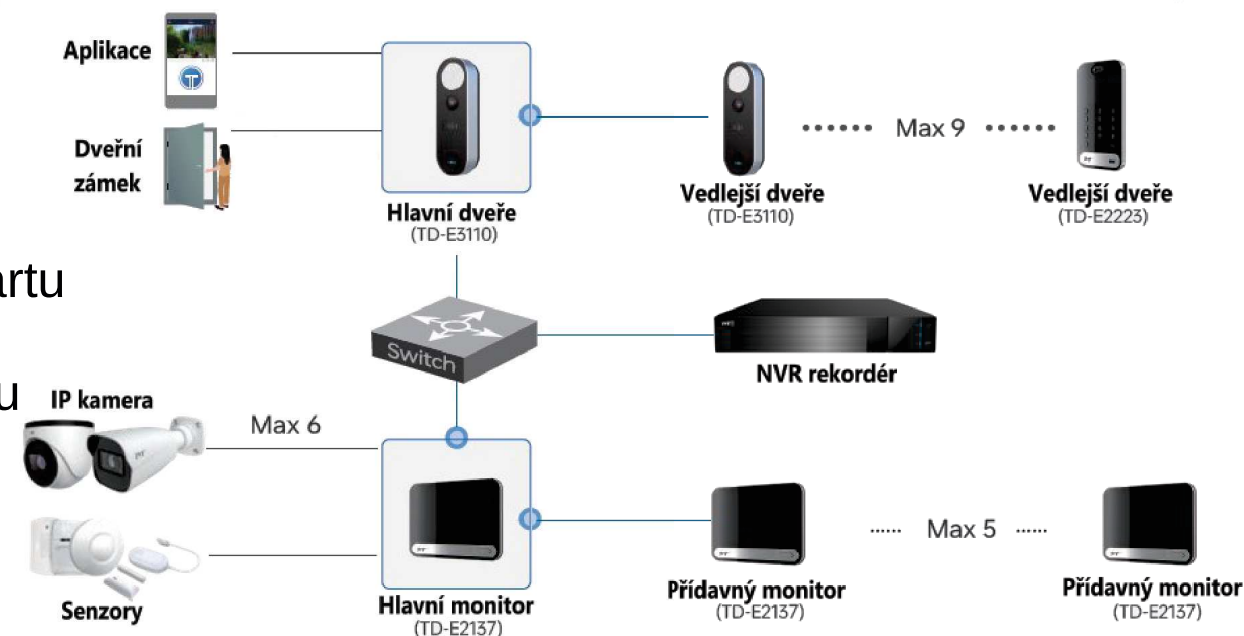 Aplikace
Dveřní
zámek
Hlavní dveře
(TD-E3110)
Vedlejší dveře
(TD-E3110)
Max 9
Vedlejší dveře
(TD-E2223)
artu
Switch
NVR rekordér
u
IP kamera
Max 6
Senzory
Hlavní monitor
(TD-E2137)
Přídavný monitor
(TD-E2137)
Max 5
Přídavný monitor
(TD-E2137)